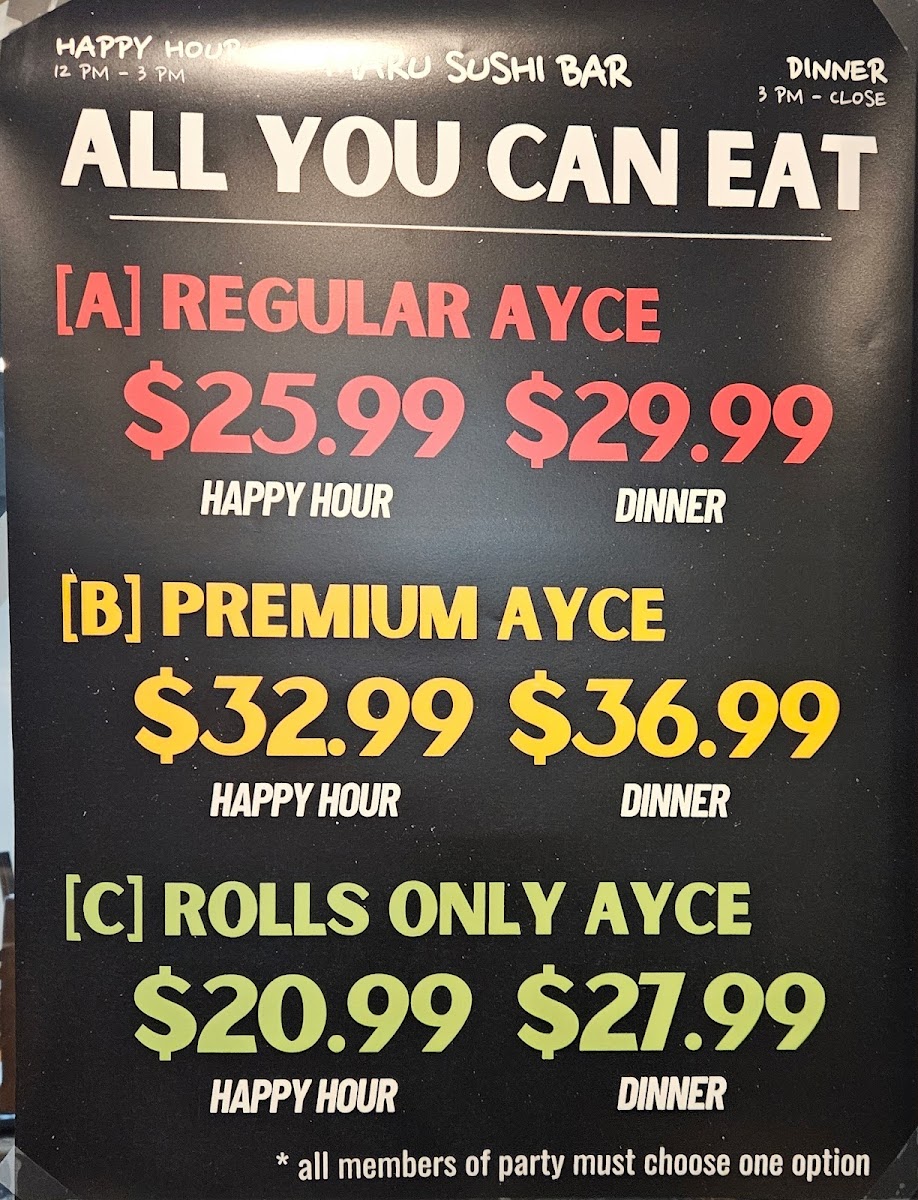 HAPPY HOUR
12 PM - 3 PM
SUSHI BAR
DINNER
3 PM - CLOSE
ALL YOU CAN EAT
[A] REGULAR AYCE
$25.99 $29.99
HAPPY HOUR DINNER
[B] PREMIUM AYCE
$32.99 $36.99
HAPPY HOUR DINNER
[C] ROLLS ONLY AYCE
$20.99 $27.99
HAPPY HOUR DINNER
* all members of party must choose one option